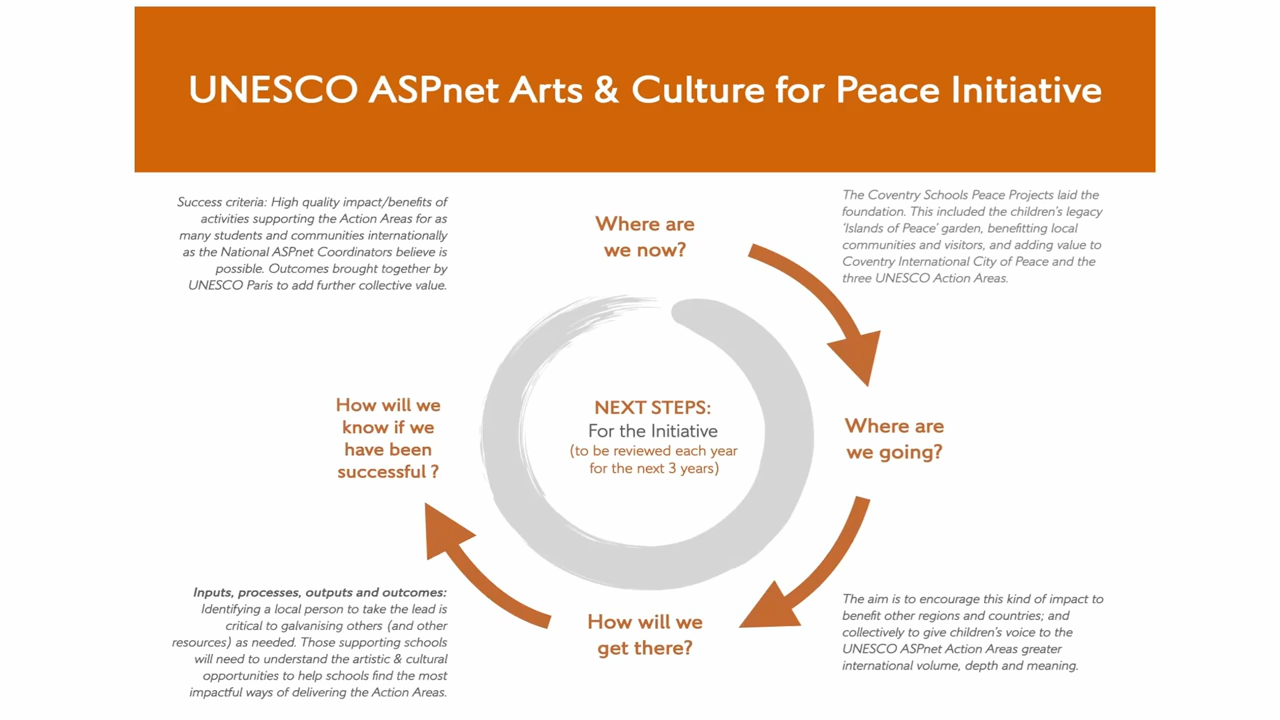 UNESCO ASPnet Arts & Culture for Peace Initiative
Where are
we now?
The Coventry Schools Peace Projects laid the
foundation. This included the children's legacy
'Islands of Peace' garden, benefitting local
communities and visitors, and adding value to
Coventry International City of Peace and the
three UNESCO Action Areas.
Where are
we going?
The aim is to encourage this kind of impact to
benefit other regions and countries; and
collectively to give children's voice to the
UNESCO ASPnet Action Areas greater
international volume, depth and meaning.
How will we
get there?
Inputs, processes, outputs and outcomes:
Identifying a local person to take the lead is
critical to galvanising others (and other
resources) as needed. Those supporting schools
will need to understand the artistic & cultural
opportunities to help schools find the most
impactful ways of delivering the Action Areas.
How will we
know if we
have been
successful ?
Success criteria: High quality impact/benefits of
activities supporting the Action Areas for as
many students and communities internationally
as the National ASPnet Coordinators believe is
possible. Outcomes brought together by
UNESCO Paris to add further collective value.
NEXT STEPS:
For the Initiative
(to be reviewed each year
for the next 3 years)